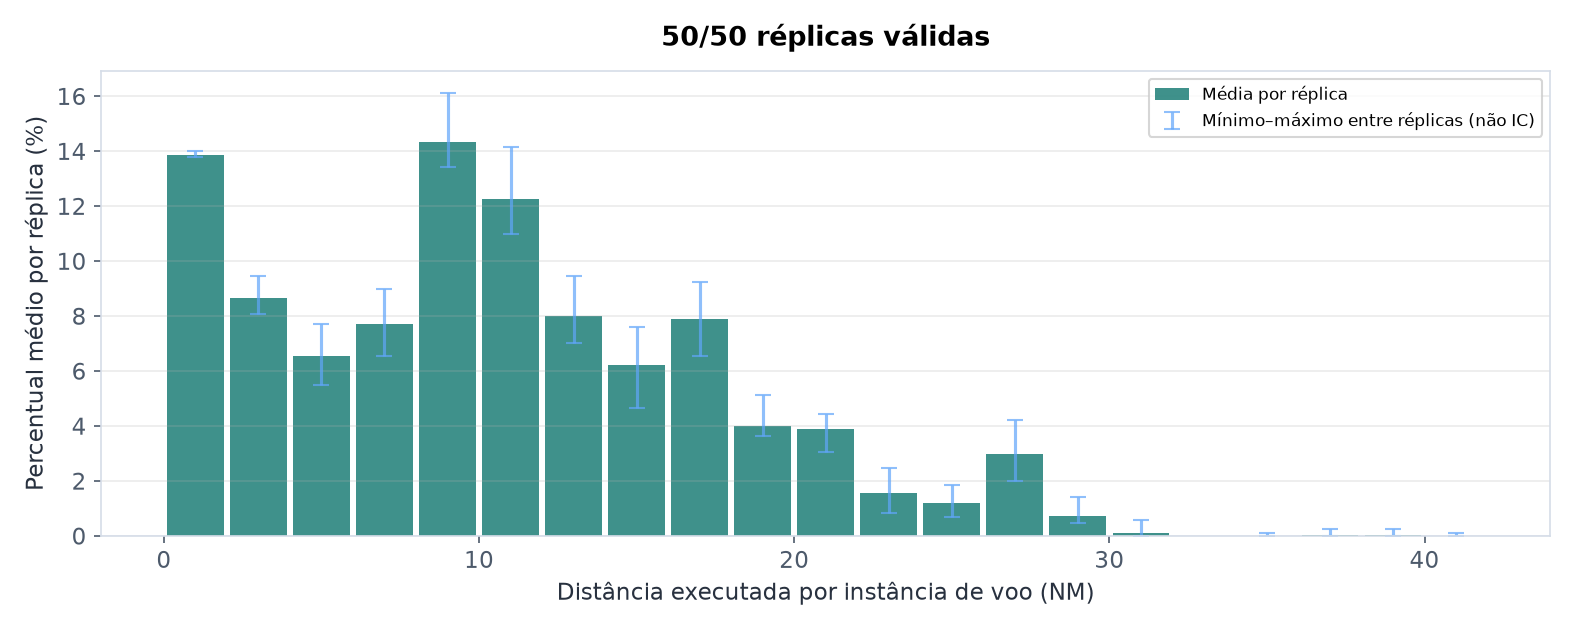 50/50 réplicas válidas
Percentual médio por réplica (%)
16
14
12
10
8
6
4
2
0
Média por réplica
Mínimo–máximo entre réplicas (não IC)
0 10 20 30 40
Distância executada por instância de voo (NM)